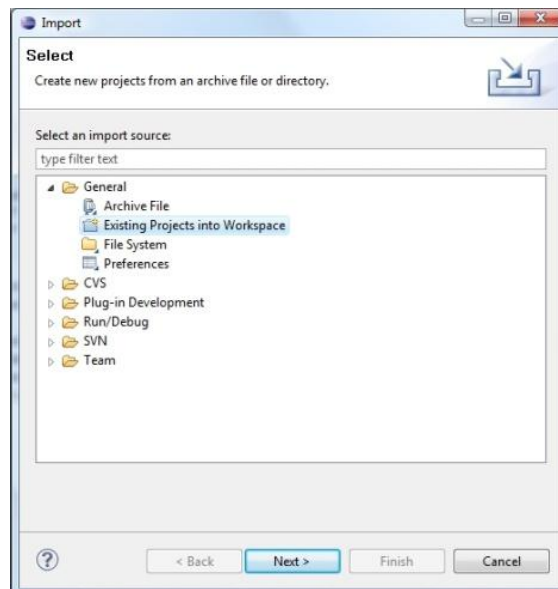 Import
Select
Create new projects from an archive file or directory.
Select an import source:
type filter text
General
Archive File
Existing Projects into Workspace
File System
Preferences
CVS
Plug-in Development
Run/Debug
SVN
Team
?
< Back
Next >
Finish
Cancel